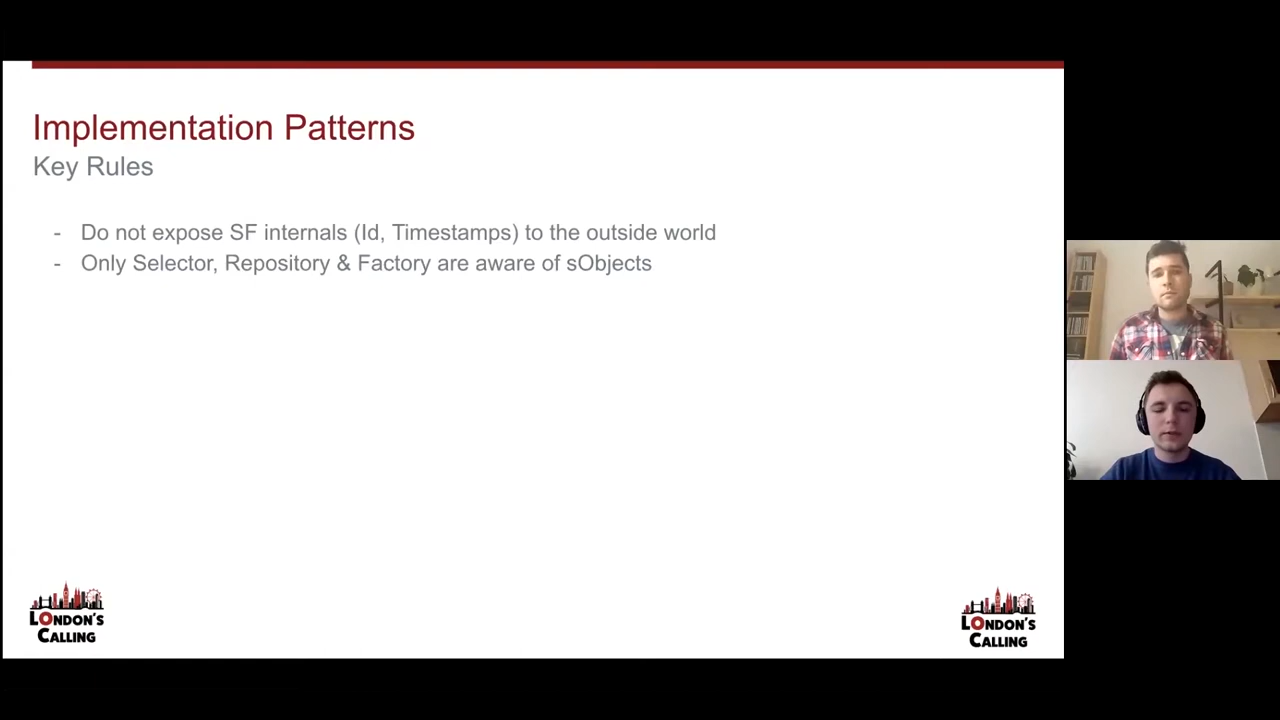 Implementation Patterns
Key Rules
- Do not expose SF internals (Id, Timestamps) to the outside world
- Only Selector, Repository & Factory are aware of sObjects
LONDON'S
CALLING
LONDON'S
CALLING